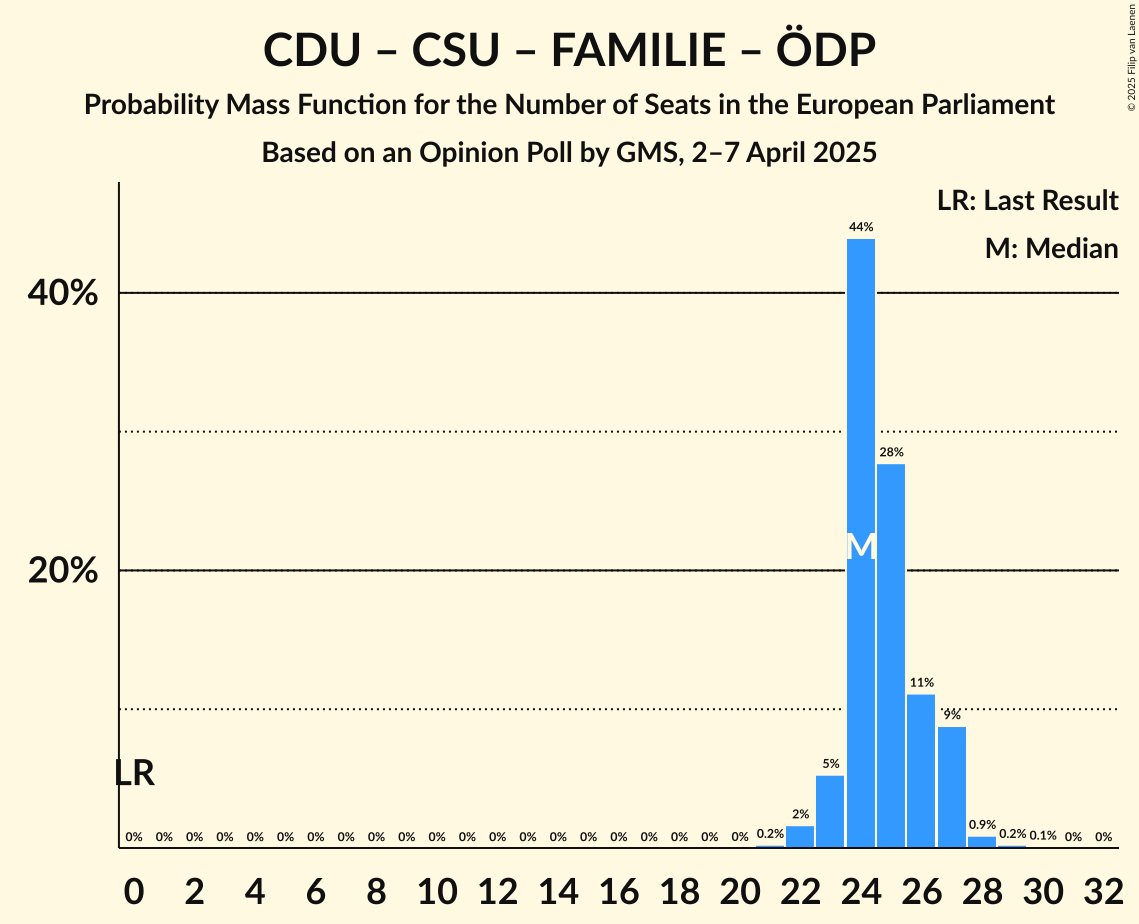 CDU – CSU – FAMILIE – ÖDP
Probability Mass Function for the Number of Seats in the European Parliament
Based on an Opinion Poll by GMS, 2–7 April 2025
© 2025 Filip van Laenen
LR: Last Result
M: Median
44%
40%
28%
M
20%
11%
9%
LR
5%
2%
0% 0% 0% 0% 0% 0% 0% 0% 0% 0% 0% 0% 0% 0% 0% 0% 0% 0% 0% 0% 0% 0.2% 0.9% 0.2% 0.1% 0% 0%
0 2 4 6 8 10 12 14 16 18 20 22 24 26 28 30 32